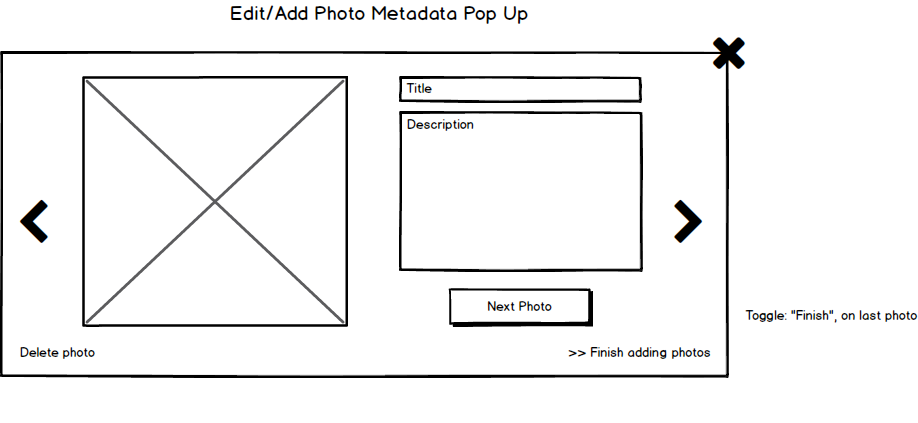 Edit/Add Photo Metadata Pop Up
Title
Description
Next Photo
Toggle: "Finish", on last photo
Delete photo
>> Finish adding photos